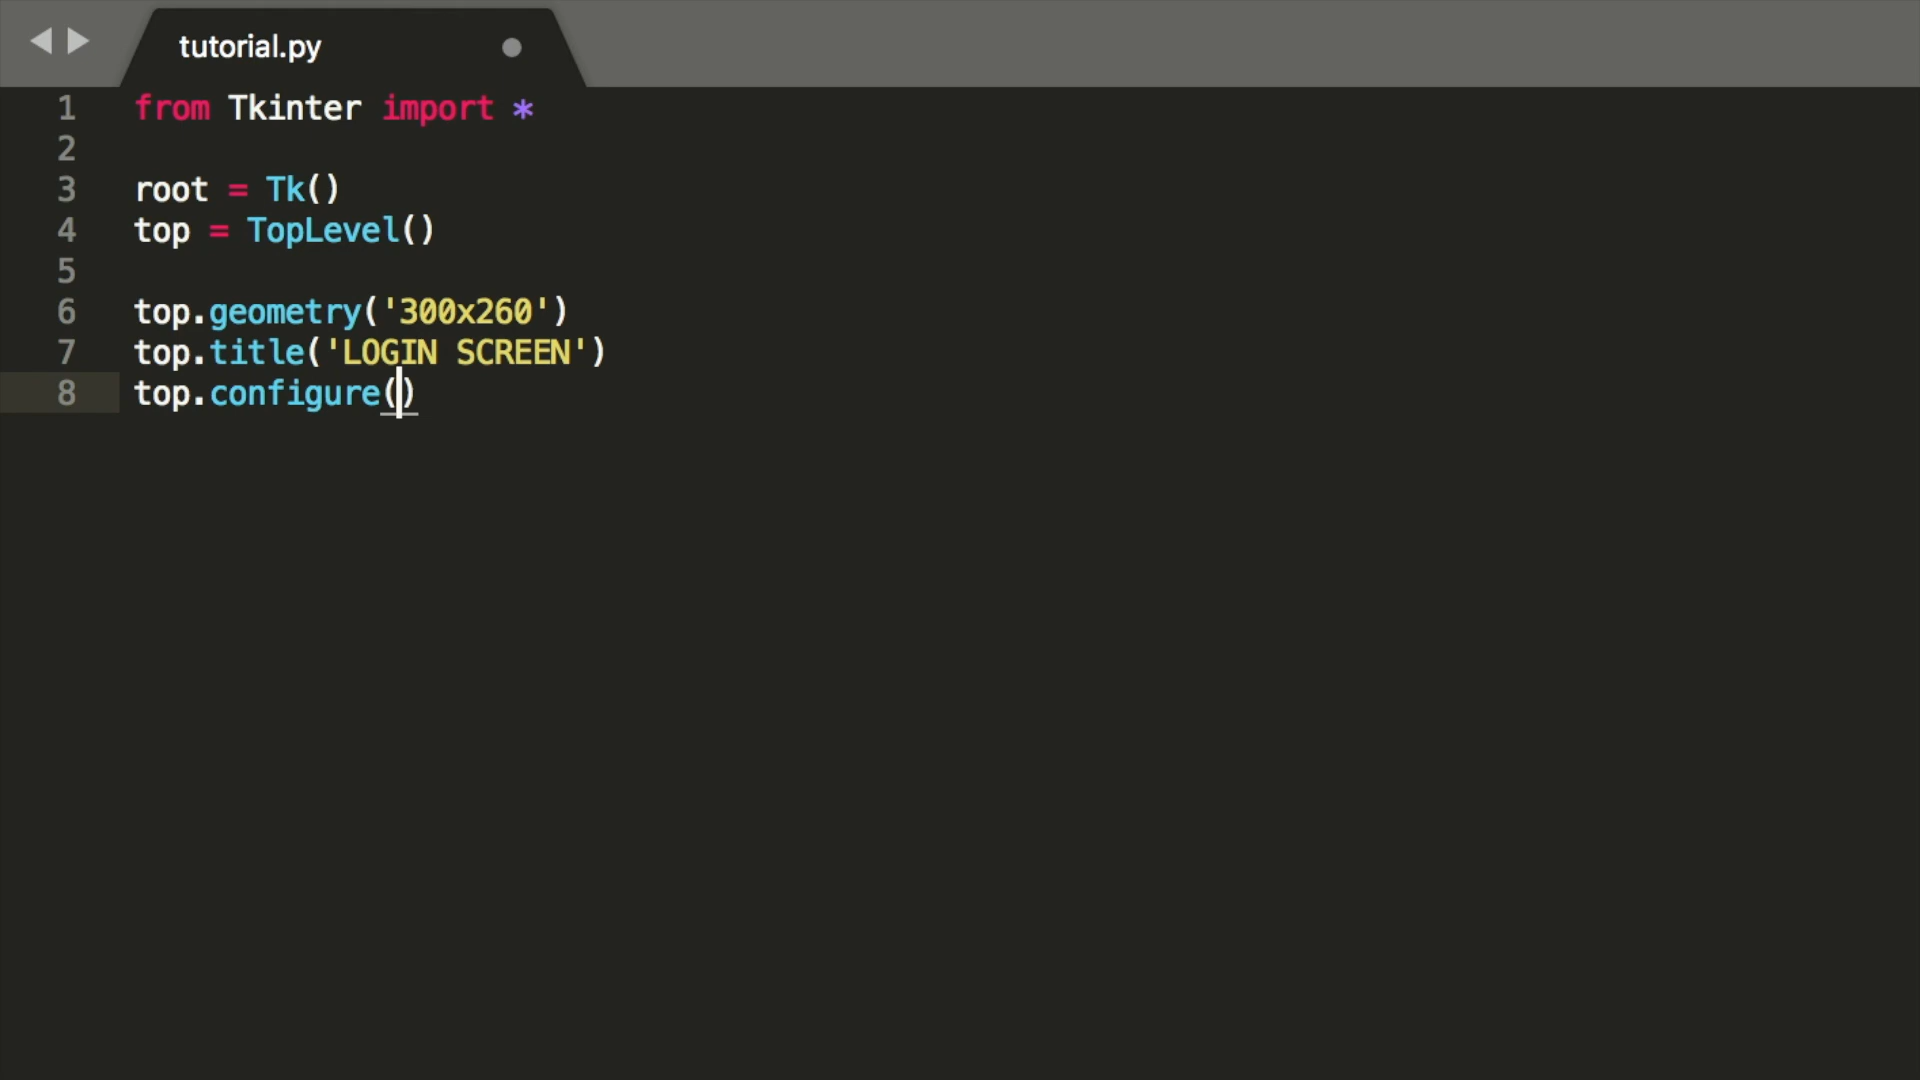 tutorial.py
1 from Tkinter import *
2
3 root = Tk()
4 top = TopLevel()
5
6 top.geometry('300x260')
7 top.title('LOGIN SCREEN')
8 top.configure()